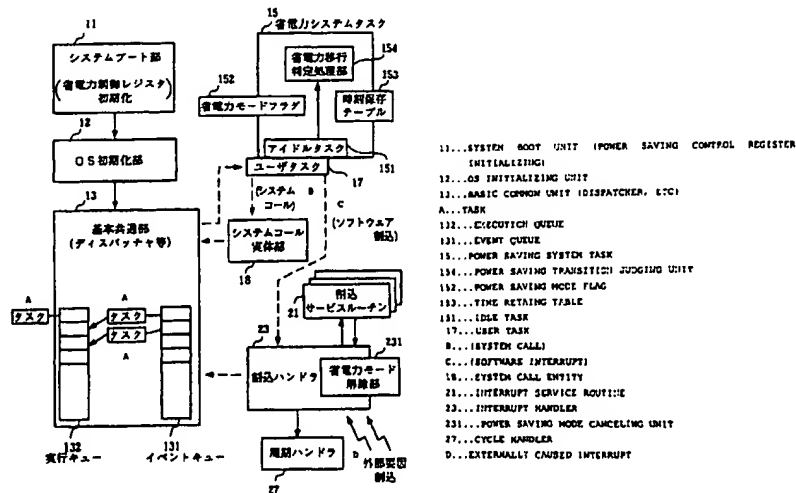 11
システムブート部
(省電力制御レジスタ
初期化)
12
OS初期化部
13
基本共通部
(ディスパッチャ等)
A
タスク
A
タスク
タスク
A
132
実行キュー
131
イベントキュー
15
省電力システムタスク
154
省電力移行
判定処理部
152
省電力モードフラグ
153
時刻保存
テーブル
アイドルタスク
151
ユーザタスク
17
(システム
コール)
B
C
(ソフトウェア
割込)
システムコール
実体部
18
割込
サービスルーチン
21
23
割込ハンドラ
231
省電力モード
解除部
周期ハンドラ
27
D
外部要因
割込
11...SYSTEM BOOT UNIT (POWER SAVING CONTROL REGISTER
INITIALIZING)
12...OS INITIALIZING UNIT
13...BASIC COMMON UNIT (DISPATCHER, ETC)
A...TASK
132...EXECUTION QUEUE
131...EVENT QUEUE
15...POWER SAVING SYSTEM TASK
154...POWER SAVING TRANSITION JUDGING UNIT
152...POWER SAVING MODE FLAG
153...TIME RETAING TABLE
151...IDLE TASK
17...USER TASK
B...(SYSTEM CALL)
C...(SOFTWARE INTERRUPT)
18...SYSTEM CALL ENTITY
21...INTERRUPT SERVICE ROUTINE
23...INTERRUPT HANDLER
231...POWER SAVING MODE CANCELING UNIT
27...CYCLE HANDLER
D...EXTERNALLY CAUSED INTERRUPT